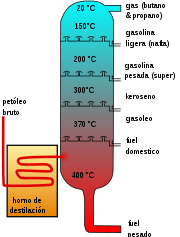 20 °C
gas (butano
& propano)
150°C
gasolina
ligera (nafta)
200 °C
gasolina
pesada (super)
300°C
keroseno
370 °C
gasoleo
fuel
domestico
400 °C
petróleo
bruto
horno de
destilación
fuel
pesado